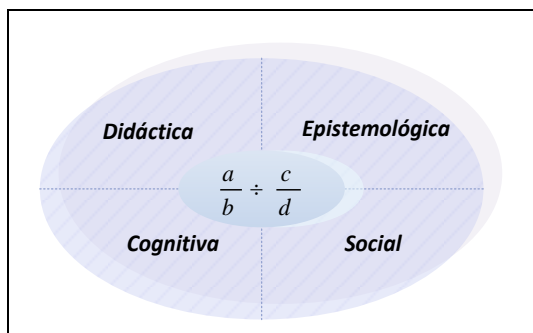 Didáctica
Epistemológica
a/b ÷ c/d
Cognitiva
Social